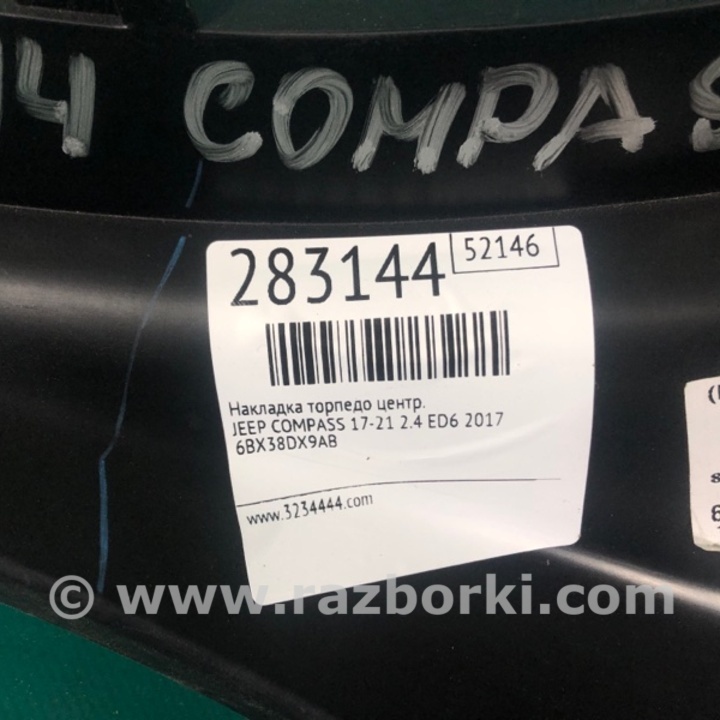 14 COMPAS
283144 52146
Накладка торпедо центр.
JEEP COMPASS 17-21 2.4 ED6 2017
6BX38DX9AB
www.3234444.com
© www.razborki.com